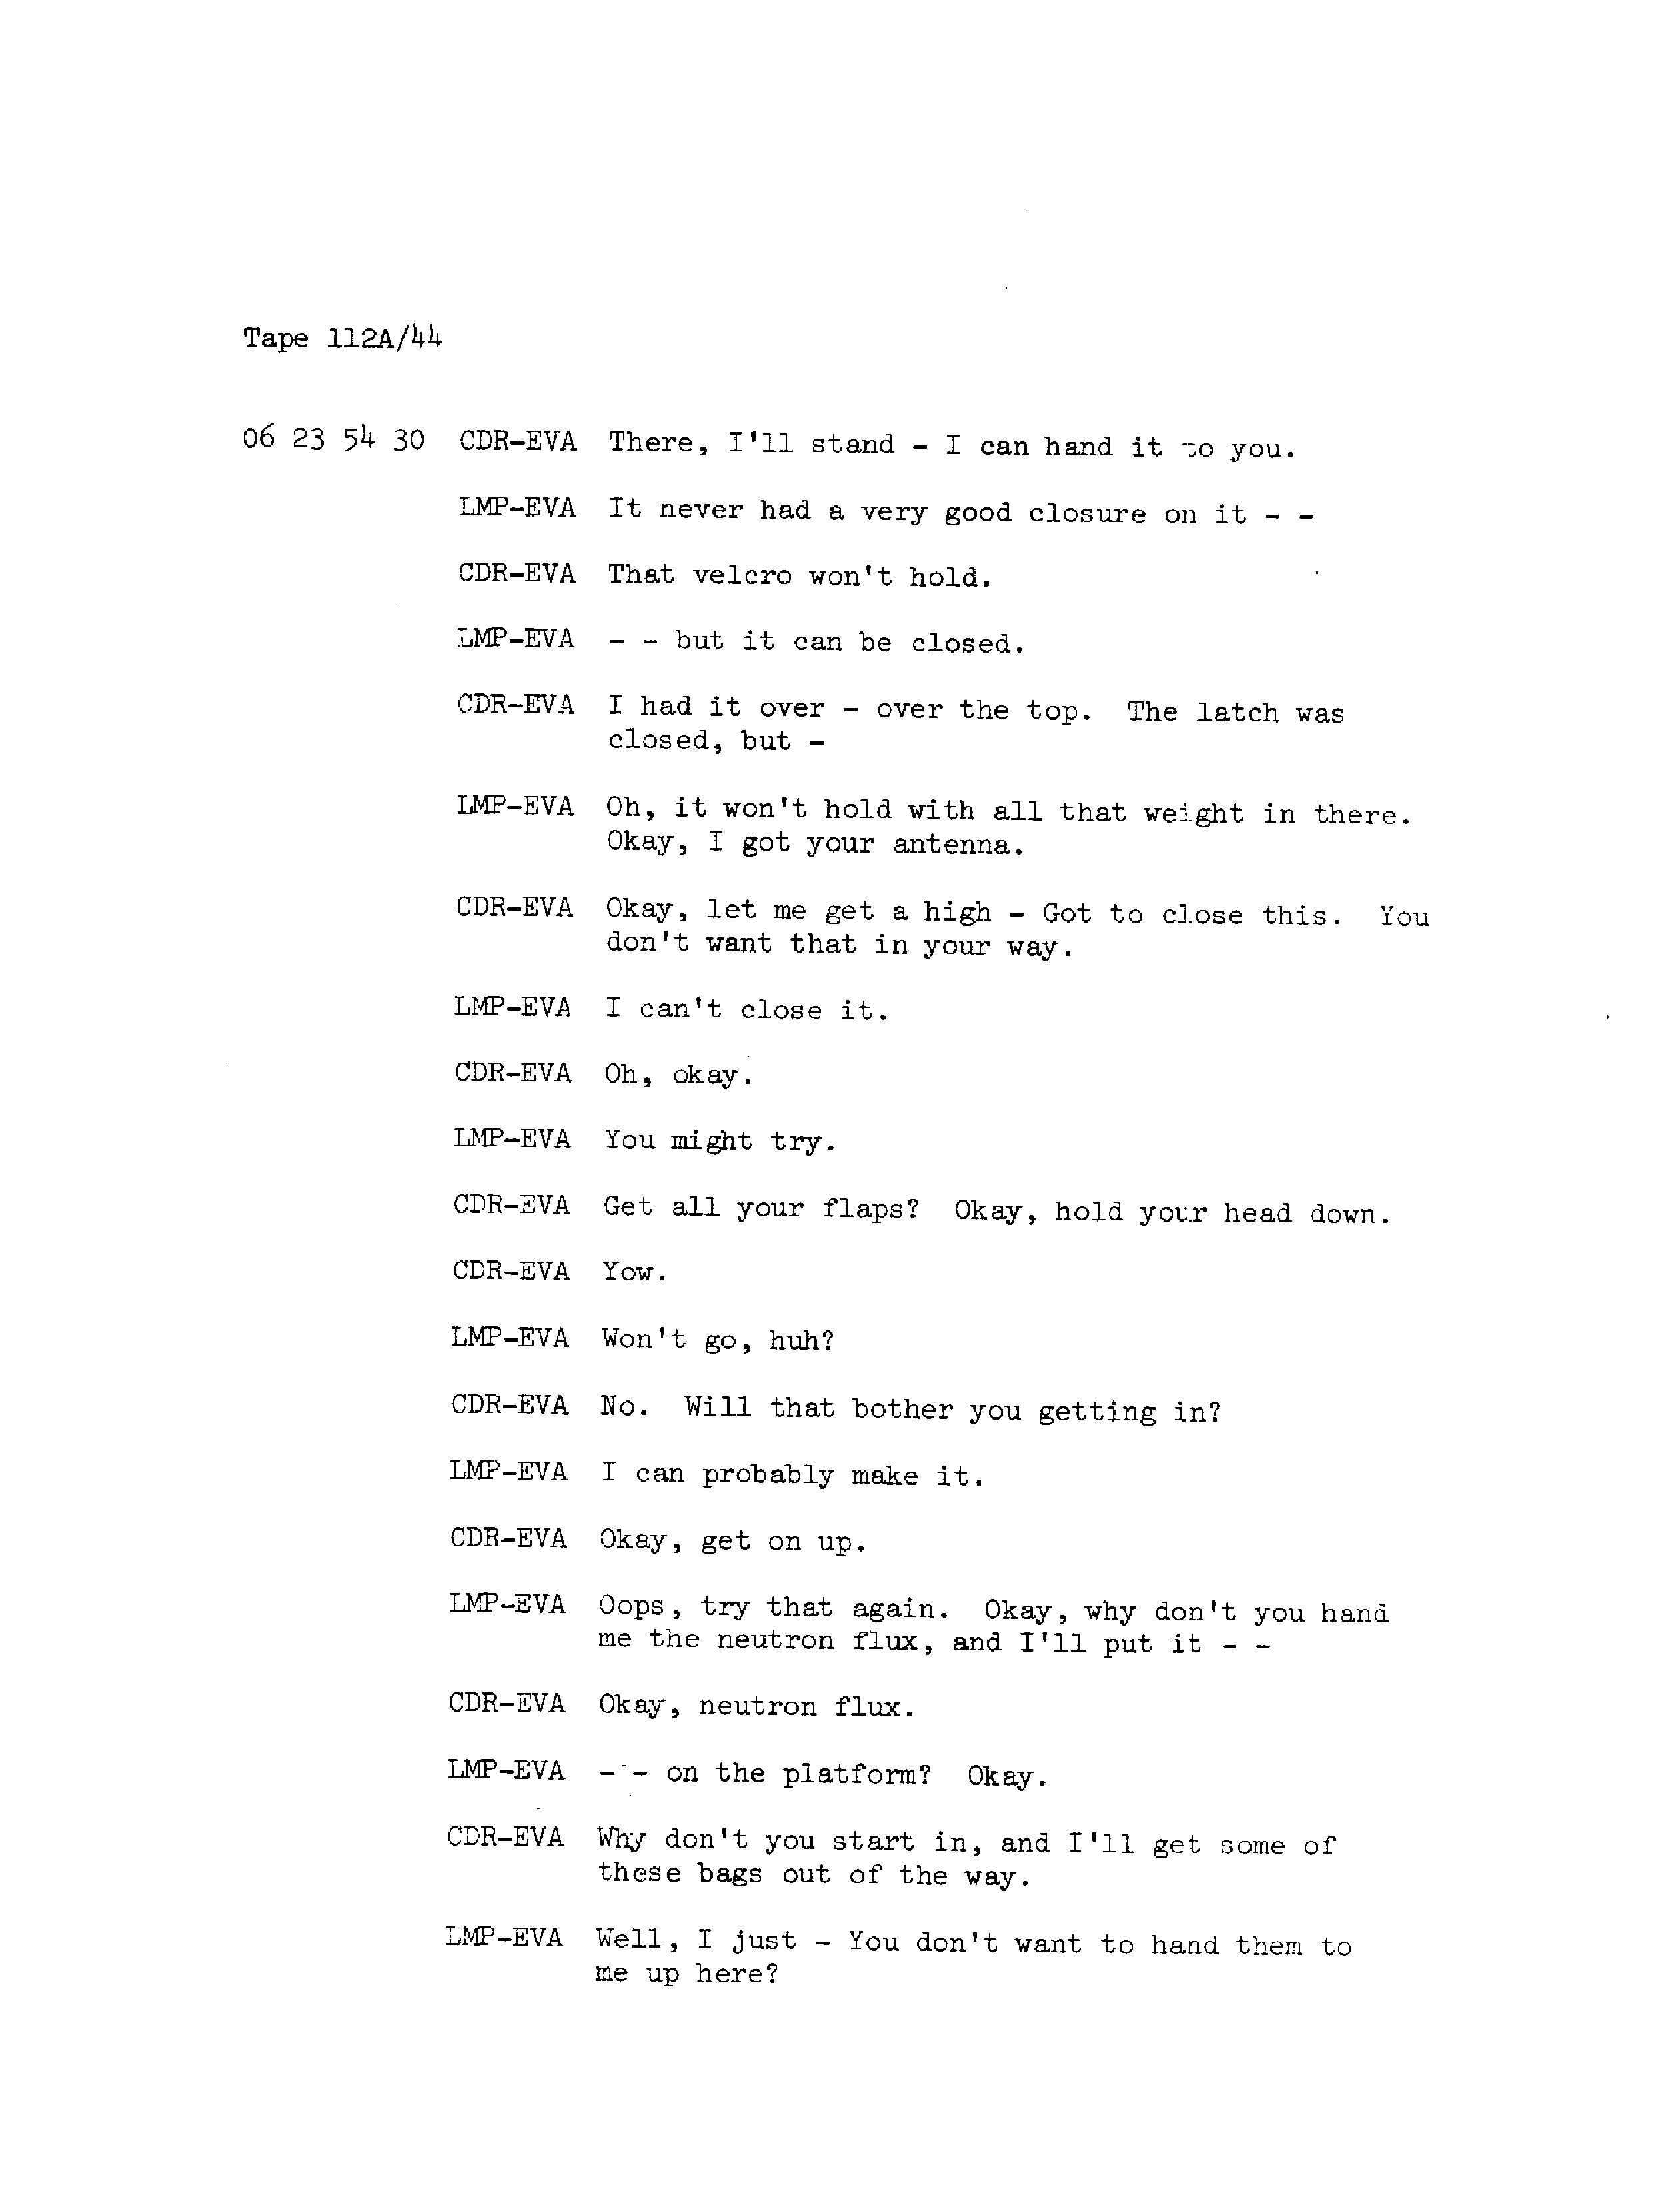 Tape 112A/44
06 23 54 30 CDR-EVA There, I'll stand - I can hand it to you.
LMP-EVA It never had a very good closure on it - -
CDR-EVA That velcro won't hold.
LMP-EVA - - but it can be closed.
CDR-EVA I had it over - over the top. The latch was
closed, but -
LMP-EVA Oh, it won't hold with all that weight in there.
Okay, I got your antenna.
CDR-EVA Okay, let me get a high - Got to close this. You
don't want that in your way.
LMP-EVA I can't close it.
CDR-EVA Oh, okay.
LMP-EVA You might try.
CDR-EVA Get all your flaps? Okay, hold your head down.
CDR-EVA Yow.
LMP-EVA Won't go, huh?
CDR-EVA No. Will that bother you getting in?
LMP-EVA I can probably make it.
CDR-EVA Okay, get on up.
LMP-EVA Oops, try that again. Okay, why don't you hand
me the neutron flux, and I'll put it - -
CDR-EVA Okay, neutron flux.
LMP-EVA - - on the platform? Okay.
CDR-EVA Why don't you start in, and I'll get some of
these bags out of the way.
LMP-EVA Well, I just - You don't want to hand them to
me up here?